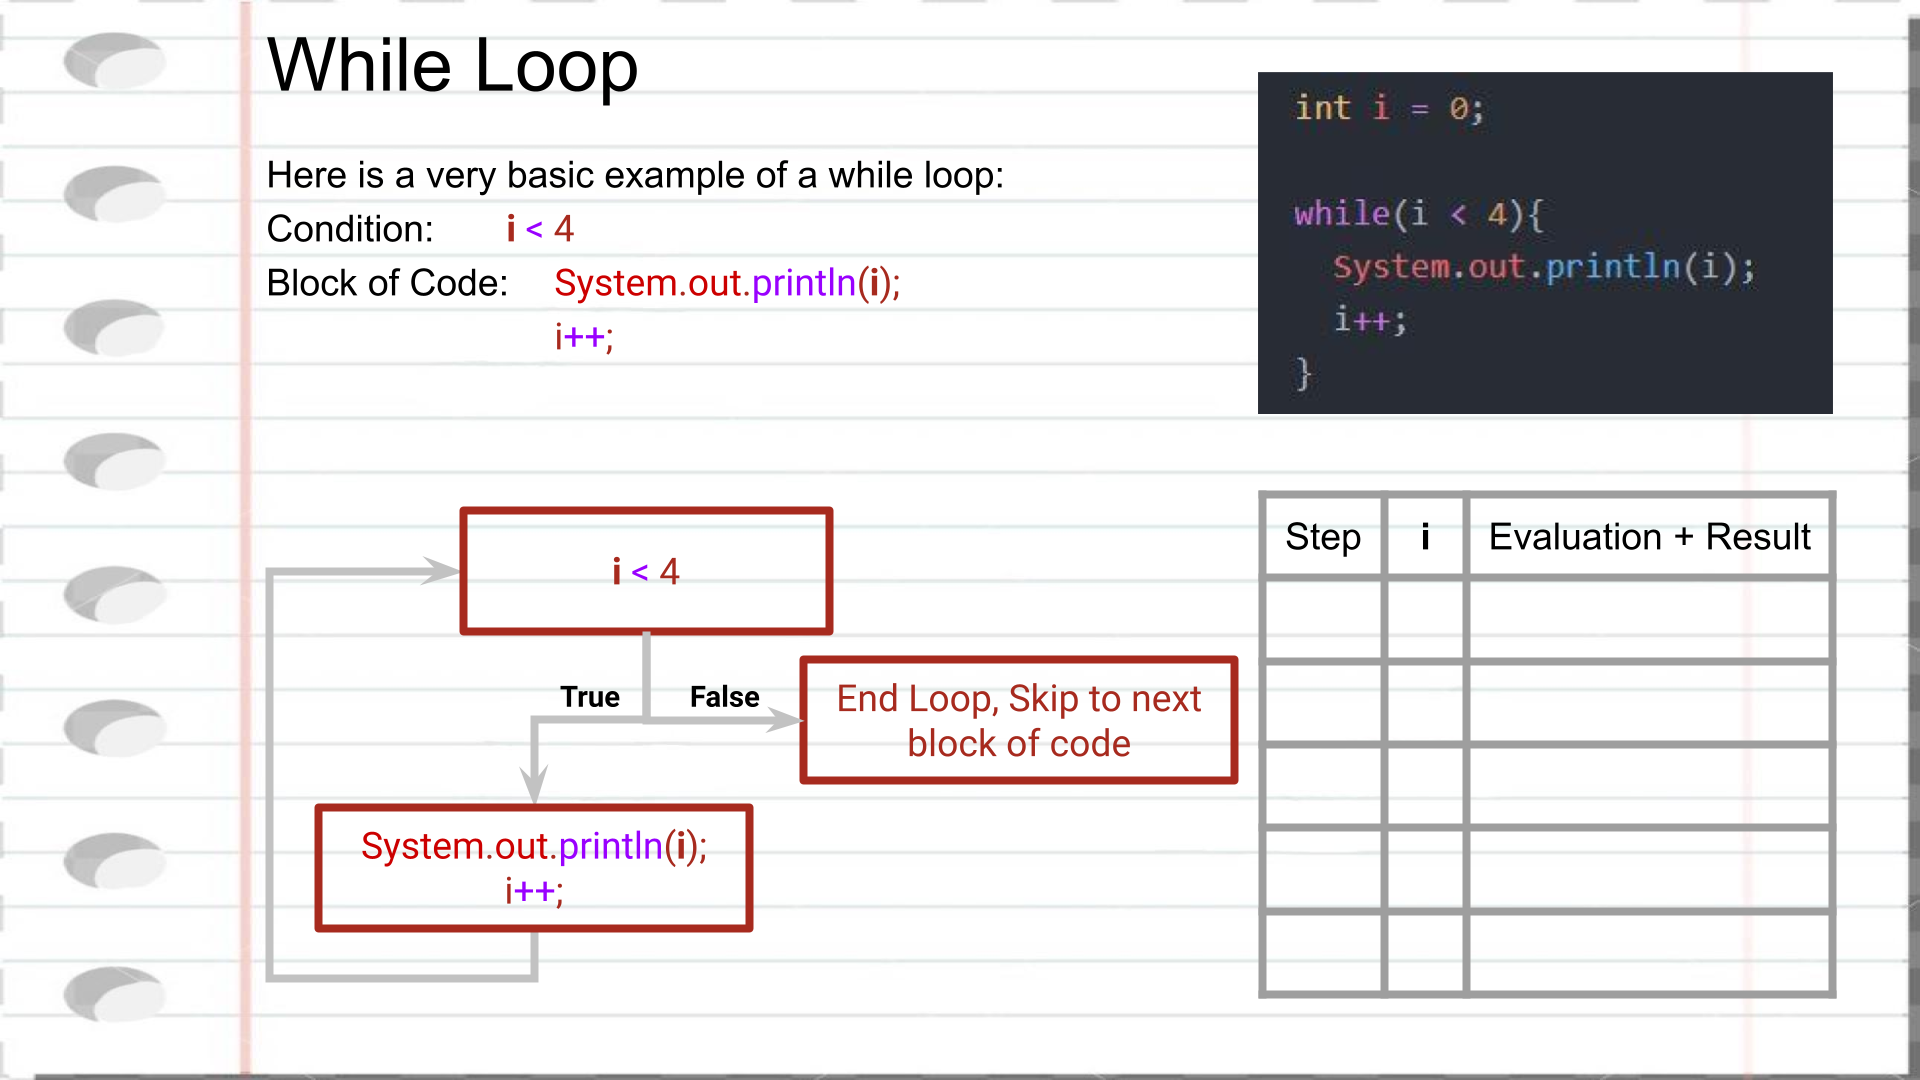 While Loop
Here is a very basic example of a while loop:
Condition: i < 4
Block of Code: System.out.println(i);
i++;
int i = 0;
while(i < 4){
System.out.println(i);
i++;
}
i < 4
True False
End Loop, Skip to next
block of code
System.out.println(i);
i++;
Step i Evaluation + Result